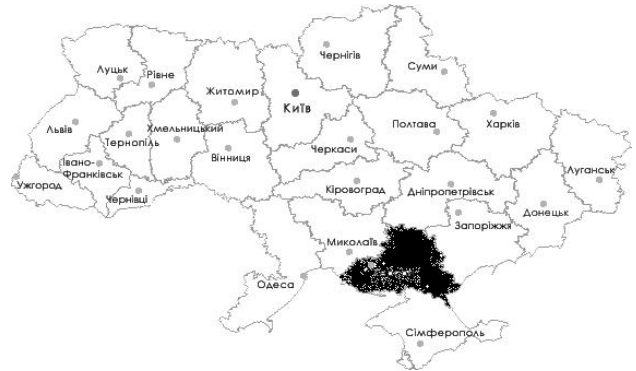 Чернігів
Суми
Луцьк
Рівне
Житомир
Київ
Львів
Тернопіль
Хмельницький
Вінниця
Черкаси
Полтава
Харків
Івано-
Франківськ
Ужгород
Чернівці
Кіровоград
Дніпропетрівськ
Луганськ
Донецьк
Запоріжжя
Миколаїв
Одеса
Сімферополь